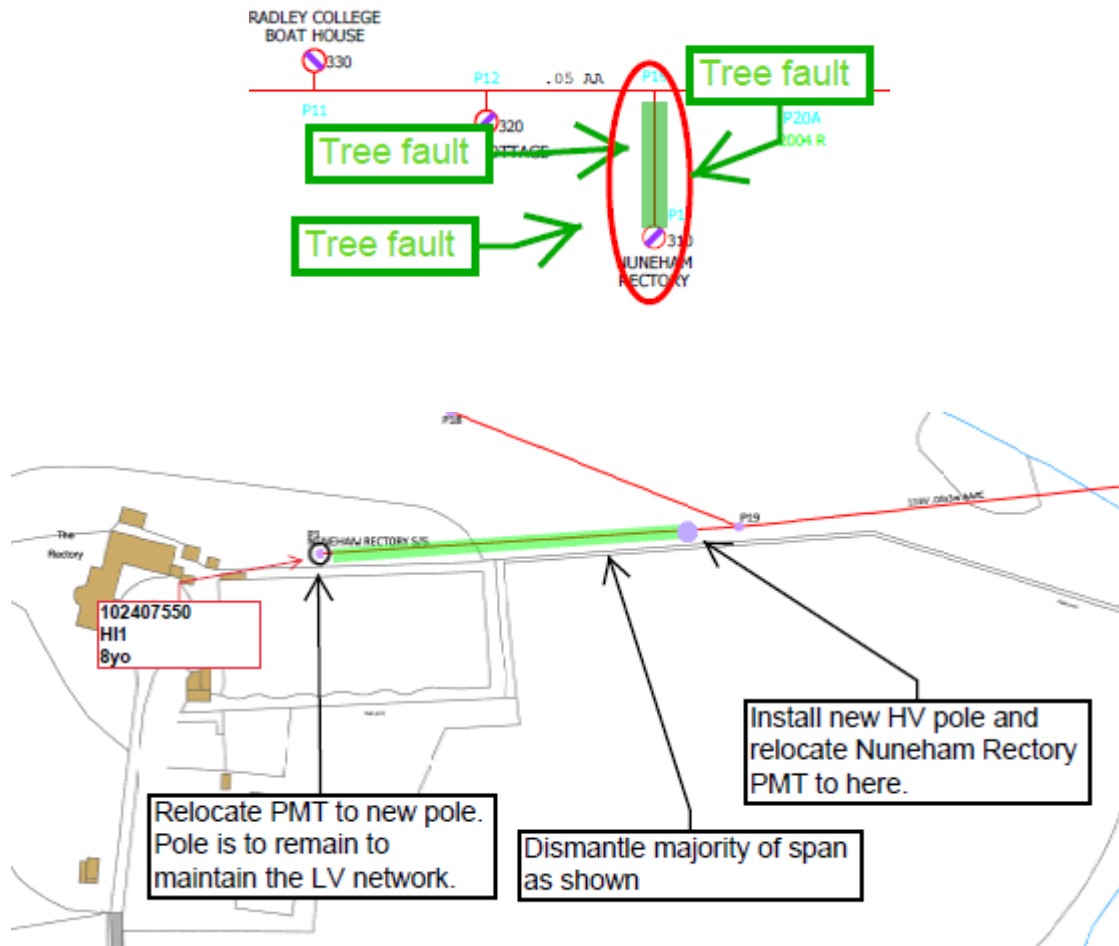 RADLEY COLLEGE
BOAT HOUSE
330
P12
.05 AA
P11
320
OTTAGE
Tree fault
Tree fault
Tree fault
P20A
2004 R
310
NUNEHAM
RECTORY
P18
P19
NUNEHAM RECTORY S/S
The
Rectory
102407550
HI1
8yo
Install new HV pole and
relocate Nuneham Rectory
PMT to here.
Relocate PMT to new pole.
Pole is to remain to
maintain the LV network.
Dismantle majority of span
as shown